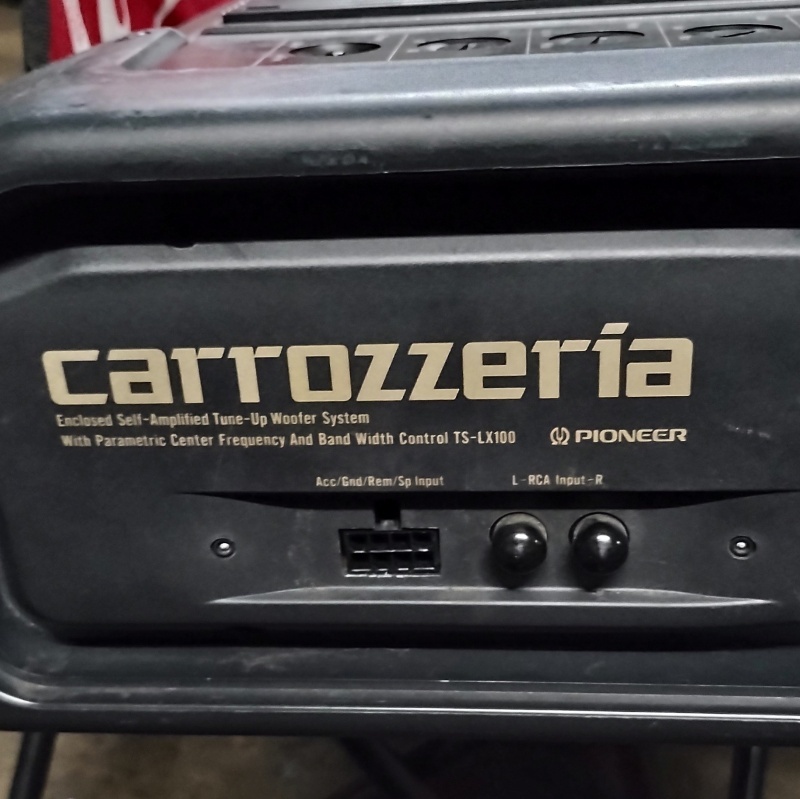 carrozzeria
Enclosed Self-Amplified Tune-Up Woofer System
With Parametric Center Frequency And Band Width Control TS-LX100
PIONEER
Acc/Gnd/Rem/Sp Input
L-RCA Input-R